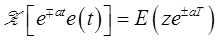 𝒵[e^{∓at}e(t)] = E(ze^{±aT})